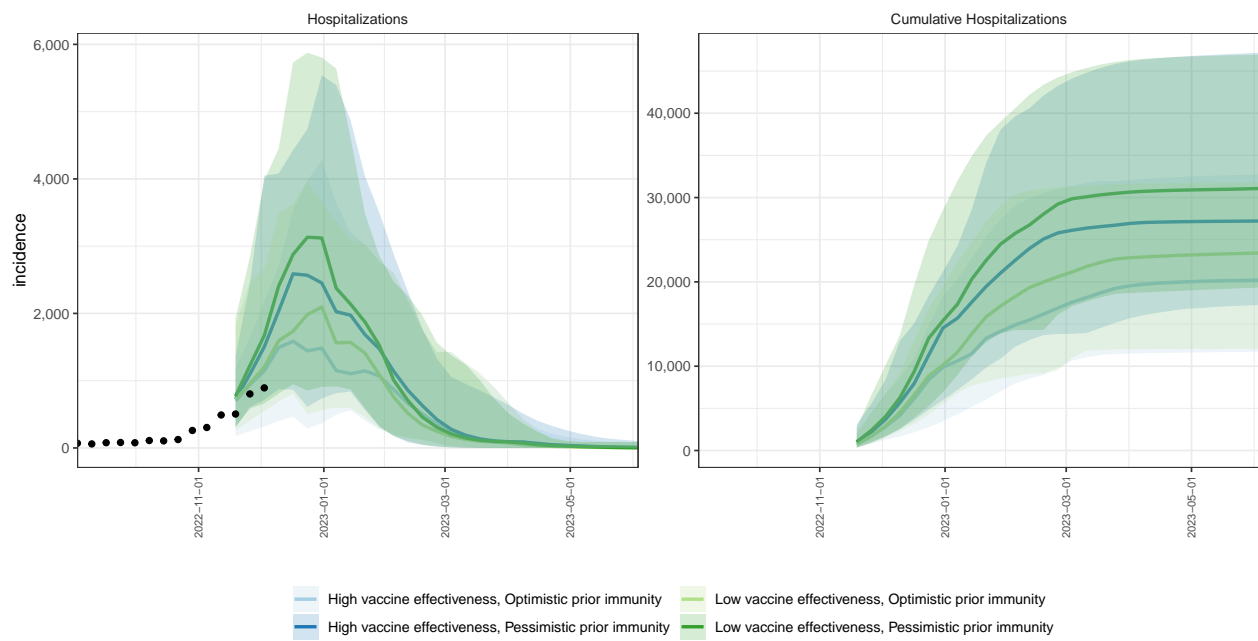 Hospitalizations
Cumulative Hospitalizations
incidence
6,000
4,000
2,000
0
40,000
30,000
20,000
10,000
0
2022−11−01
2023−01−01
2023−03−01
2023−05−01
2022−11−01
2023−01−01
2023−03−01
2023−05−01
High vaccine effectiveness, Optimistic prior immunity
Low vaccine effectiveness, Optimistic prior immunity
High vaccine effectiveness, Pessimistic prior immunity
Low vaccine effectiveness, Pessimistic prior immunity